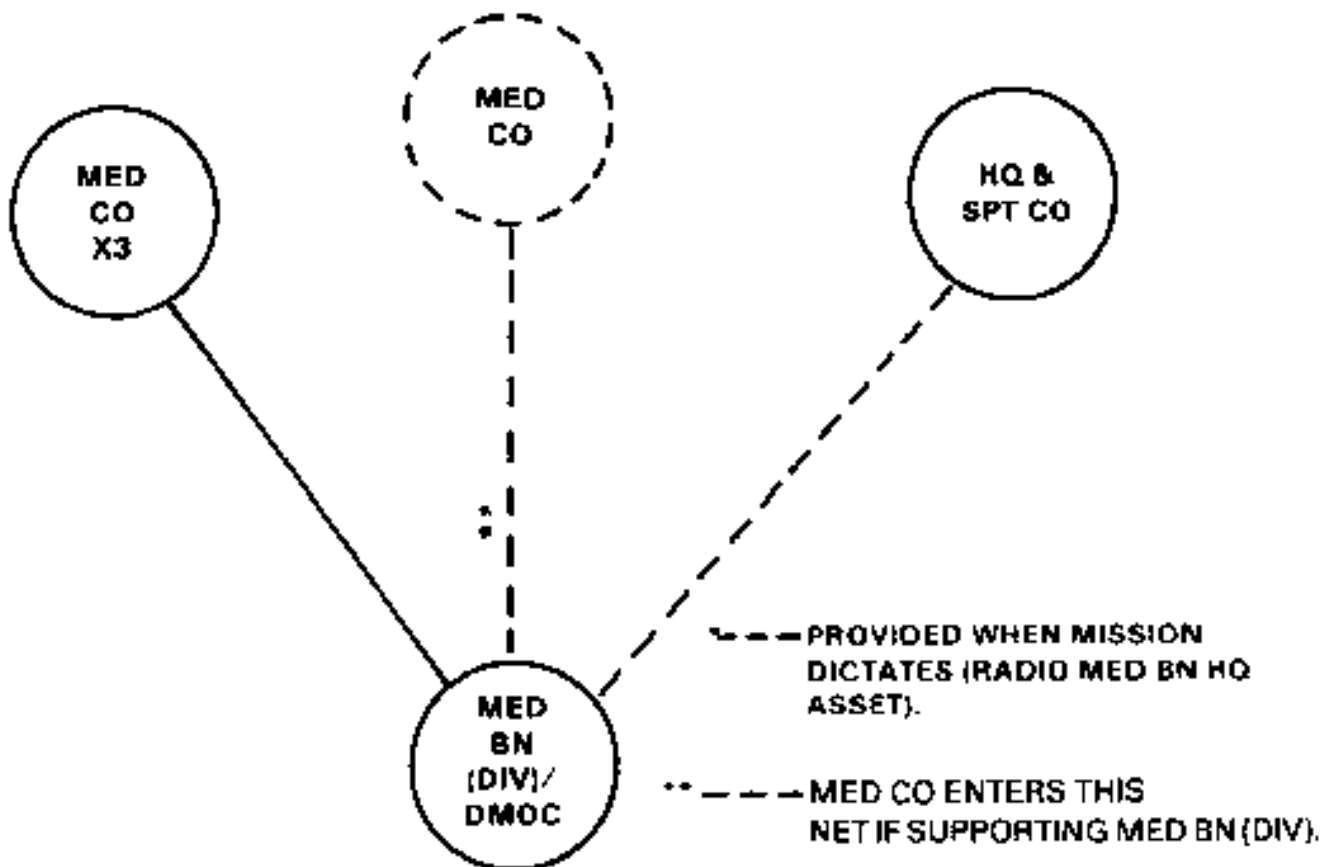 MED
CO
MED
CO
X3
HQ &
SPT CO
**
MED
BN
(DIV)/
DMOC
*--- PROVIDED WHEN MISSION
DICTATES (RADIO MED BN HQ
ASSET).
** --- MED CO ENTERS THIS
NET IF SUPPORTING MED BN (DIV).